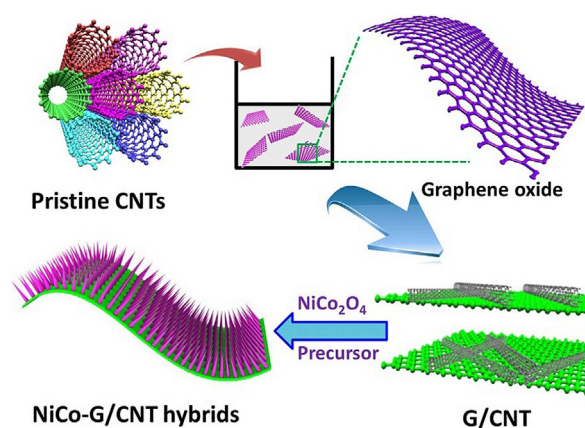 Pristine CNTs
Graphene oxide
NiCo₂O₄
Precursor
NiCo-G/CNT hybrids
G/CNT